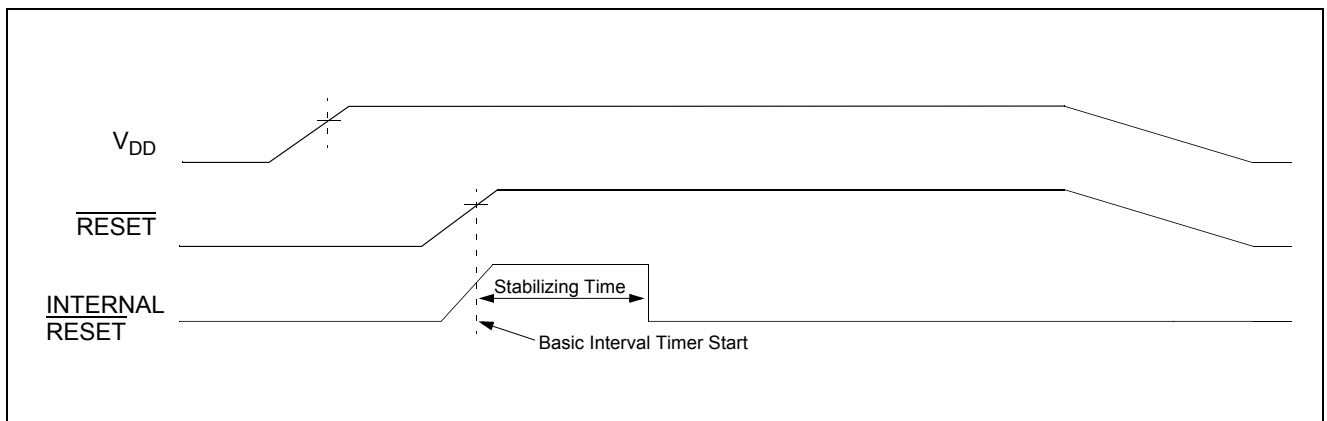 VDD
RESET
Stabilizing Time
INTERNAL
RESET
Basic Interval Timer Start